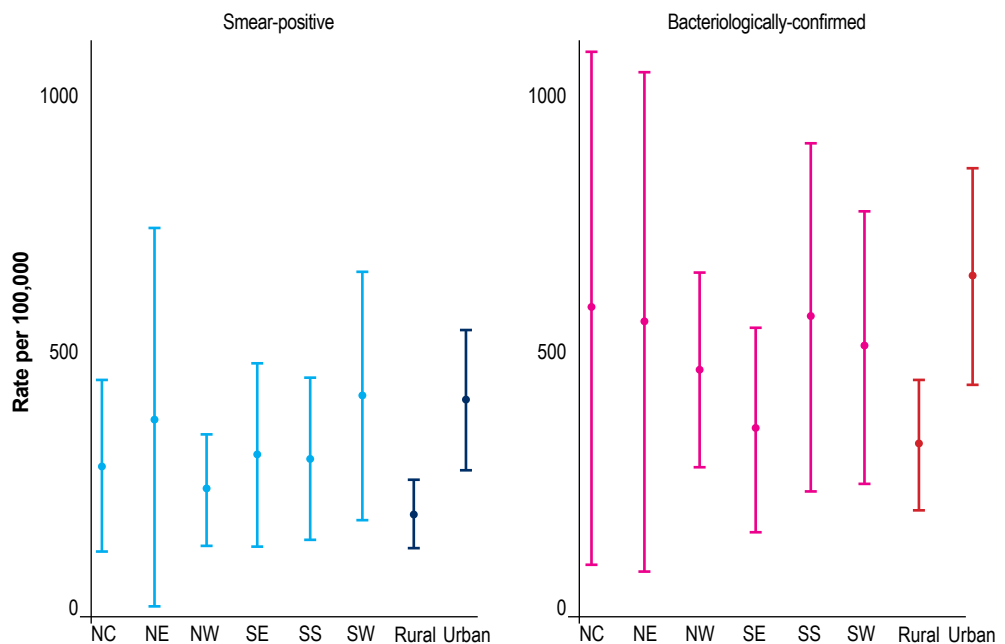 Smear-positive
Bacteriologically-confirmed
Rate per 100,000
1000
500
0
NC NE NW SE SS SW Rural Urban
1000
500
0
NC NE NW SE SS SW Rural Urban